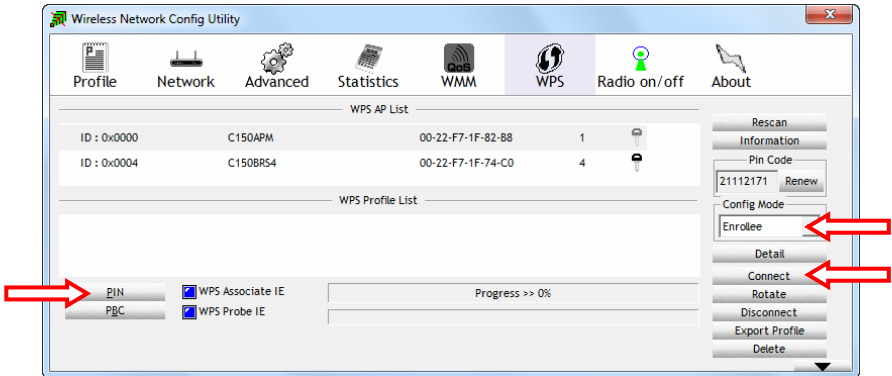 Wireless Network Config Utility
Profile Network Advanced Statistics QoS WMM WPS Radio on/off About
WPS AP List
ID : 0x0000 C150APM 00-22-F7-1F-82-B8 1
ID : 0x0004 C150BRS4 00-22-F7-1F-74-C0 4
WPS Profile List
Rescan
Information
Pin Code
21112171 Renew
Config Mode
Enrollee
Detail
Connect
Rotate
Disconnect
Export Profile
Delete
PIN WPS Associate IE Progress >> 0%
PBC WPS Probe IE